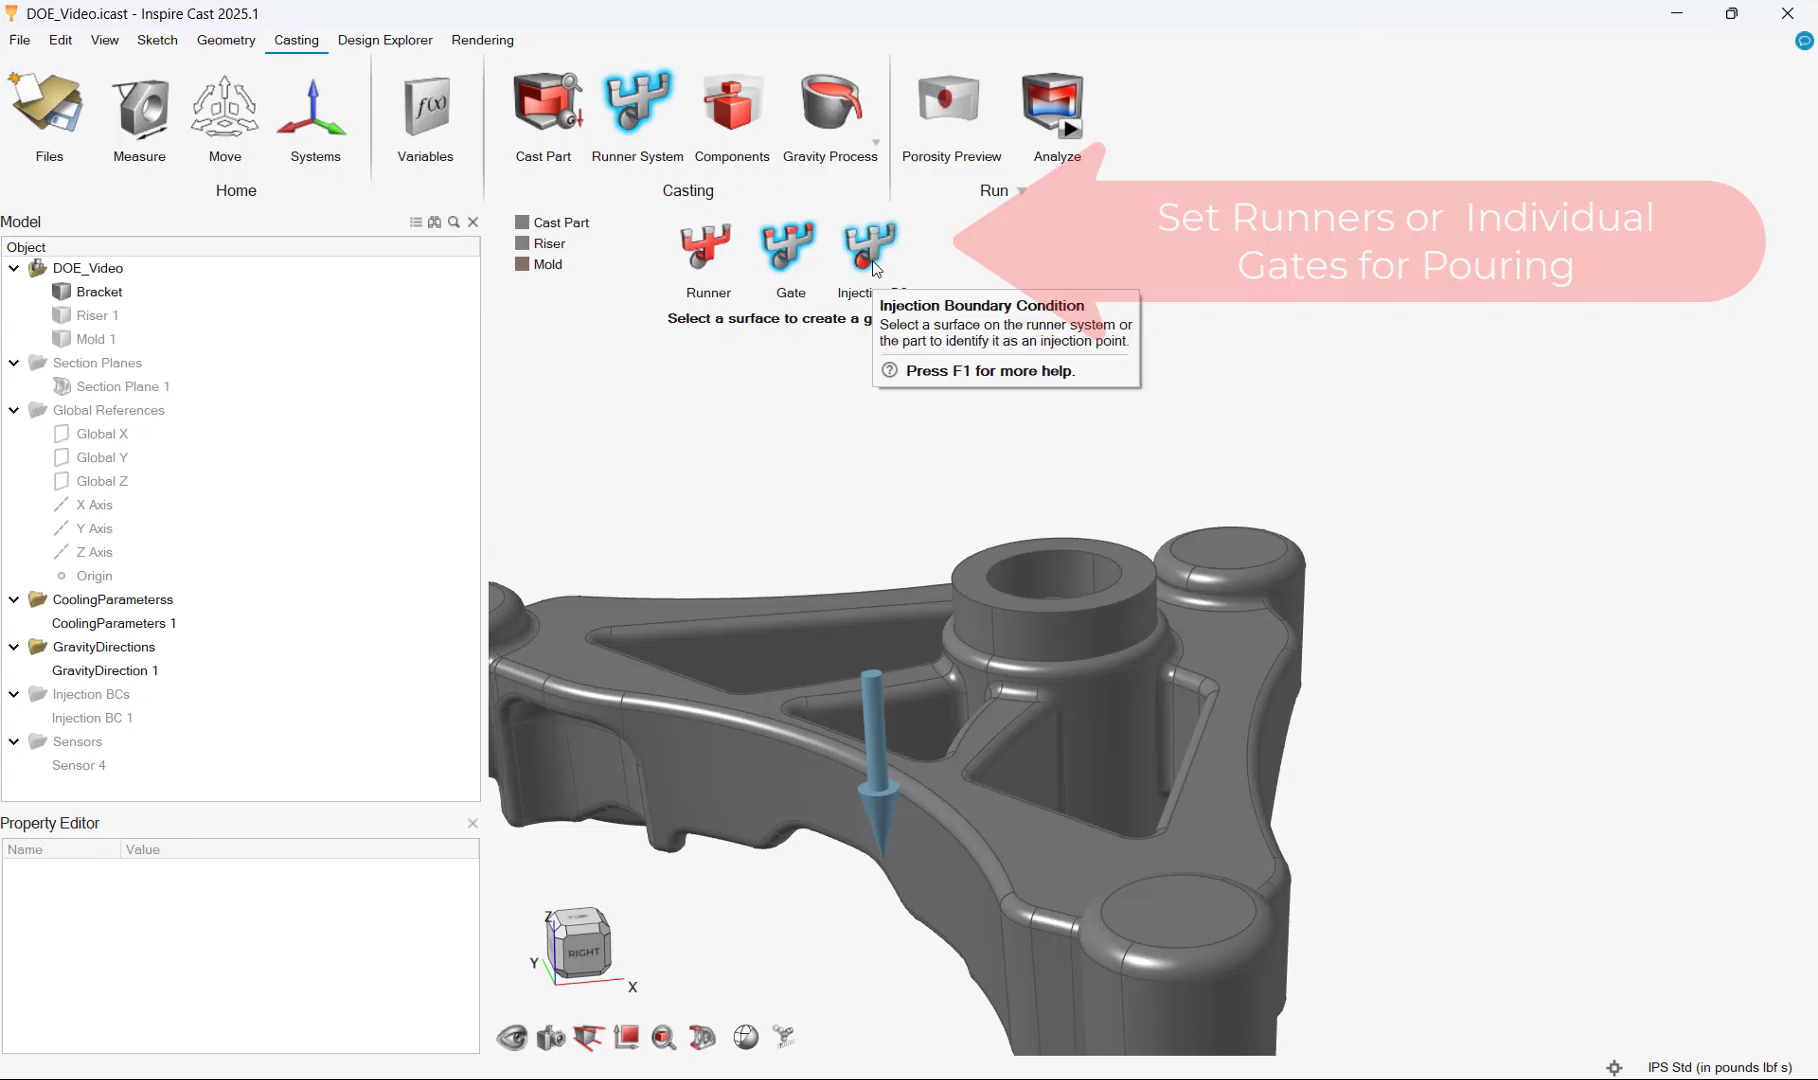 DOE_Video.icast - Inspire Cast 2025.1
File Edit View Sketch Geometry Casting Design Explorer Rendering
Files Measure Move Systems Variables Cast Part Runner System Components Gravity Process Porosity Preview Analyze
Home Casting Run
Set Runners or Individual
Gates for Pouring
Model
Object
DOE_Video
Bracket
Riser 1
Mold 1
Section Planes
Section Plane 1
Global References
Global X
Global Y
Global Z
X Axis
Y Axis
Z Axis
Origin
CoolingParameterss
CoolingParameters 1
GravityDirections
GravityDirection 1
Injection BCs
Injection BC 1
Sensors
Sensor 4
Property Editor
Name Value
Cast Part
Riser
Mold
Runner Gate
Select a surface to create a g
Injection Boundary Condition
Select a surface on the runner system or
the part to identify it as an injection point.
Press F1 for more help.
Z
TOP
RIGHT
Y
X
IPS Std (in pounds lbf s)